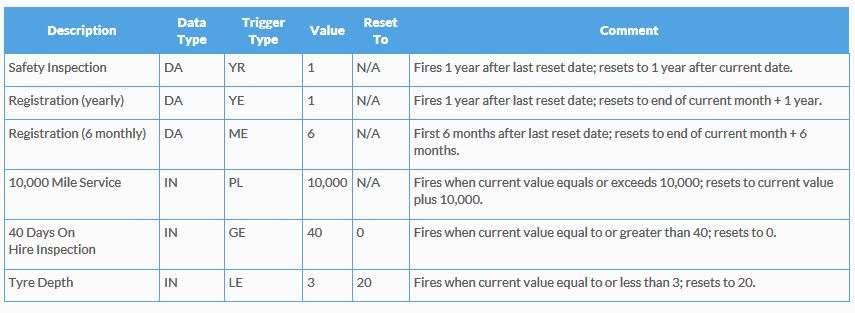 Description Data Type Trigger Type Value Reset To Comment
Safety Inspection DA YR 1 N/A Fires 1 year after last reset date; resets to 1 year after current date.
Registration (yearly) DA YE 1 N/A Fires 1 year after last reset date; resets to end of current month + 1 year.
Registration (6 monthly) DA ME 6 N/A First 6 months after last reset date; resets to end of current month + 6
months.
10,000 Mile Service IN PL 10,000 N/A Fires when current value equals or exceeds 10,000; resets to current value
plus 10,000.
40 Days On IN GE 40 0 Fires when current value equal to or greater than 40; resets to 0.
Hire Inspection
Tyre Depth IN LE 3 20 Fires when current value equal to or less than 3; resets to 20.